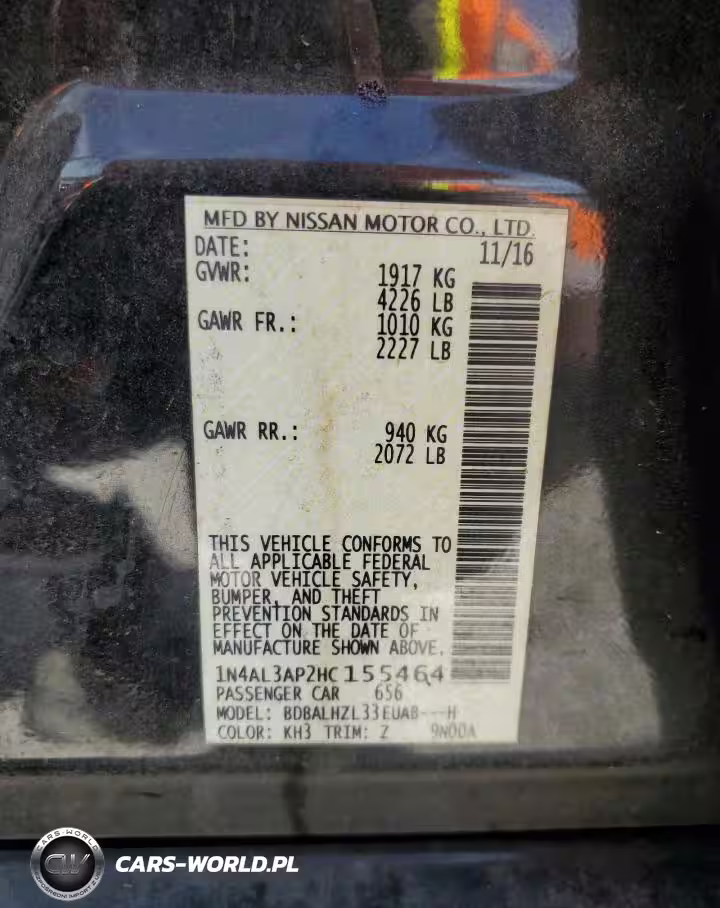 MFD BY NISSAN MOTOR CO., LTD.
DATE: 11/16
GVWR: 1917 KG
4226 LB
GAWR FR.: 1010 KG
2227 LB
GAWR RR.: 940 KG
2072 LB
THIS VEHICLE CONFORMS TO
ALL APPLICABLE FEDERAL
MOTOR VEHICLE SAFETY,
BUMPER, AND THEFT
PREVENTION STANDARDS IN
EFFECT ON THE DATE OF
MANUFACTURE SHOWN ABOVE.
1N4AL3AP2HC155464
PASSENGER CAR 656
MODEL: BDBALHZL33EUAB---H
COLOR: KH3 TRIM: Z 9N00A
CARS-WORLD
CW
CARS-WORLD.PL